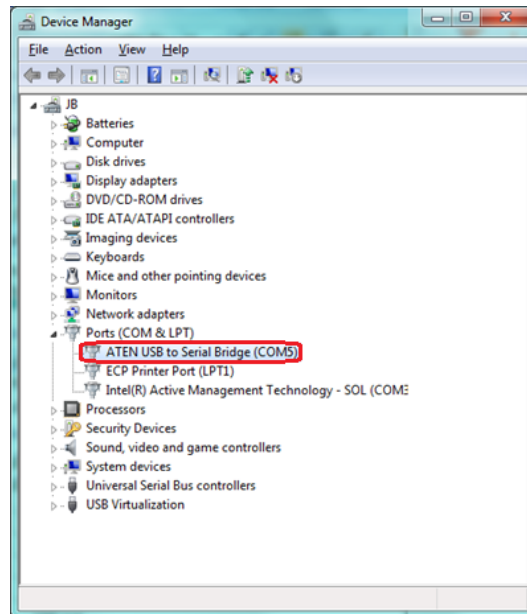 Device Manager
File Action View Help
JB
Batteries
Computer
Disk drives
Display adapters
DVD/CD-ROM drives
IDE ATA/ATAPI controllers
Imaging devices
Keyboards
Mice and other pointing devices
Monitors
Network adapters
Ports (COM & LPT)
ATEN USB to Serial Bridge (COM5)
ECP Printer Port (LPT1)
Intel(R) Active Management Technology - SOL (COM3
Processors
Security Devices
Sound, video and game controllers
System devices
Universal Serial Bus controllers
USB Virtualization